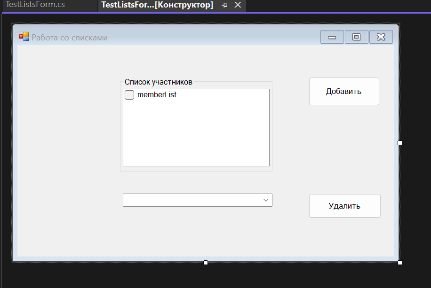 TestListsForm.cs
TestListsFor...[Конструктор]
Работа со списками
Список участников
memberList
Добавить
Удалить